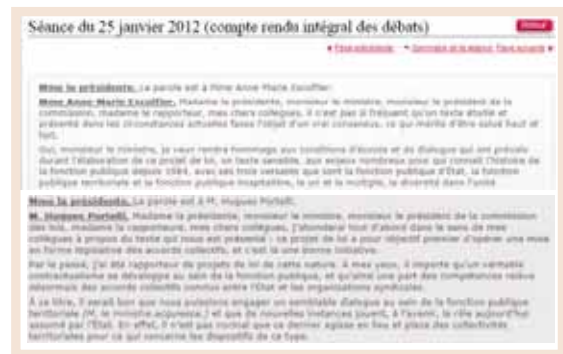 Séance du 25 janvier 2012 (compte rendu intégral des débats)
Retour
Page précédente Sommaire de la séance Page suivante
Mme la présidente. La parole est à Mme Anne-Marie Escoffier.
Mme Anne-Marie Escoffier. Madame la présidente, monsieur le ministre, monsieur le président de la
commission, madame le rapporteur, mes chers collègues, il n'est pas si fréquent qu'un texte étoffé et
présenté dans les circonstances actuelles fasse l'objet d'un vrai consensus, ce qui mérite d'être salué haut et
fort.
Oui, monsieur le ministre, je veux rendre hommage aux conditions d'écoute et de dialogue qui ont précédé
durant l'élaboration de ce projet de loi, un texte sensible, aux enjeux nombreux pour qui connaît l'histoire de
la fonction publique depuis 1984, avec ses trois versants que sont la fonction publique d'État, la fonction
publique territoriale et la fonction publique hospitalière, le un et le multiple, la diversité dans l'unité
Mme la présidente. La parole est à M. Hugues Portelli.
M. Hugues Portelli. Madame la présidente, monsieur le ministre, monsieur le président de la commission
des lois, madame la rapporteure, mes chers collègues, j'abonderai tout d'abord dans le sens de mes
collègues à propos du texte qui nous est présenté : ce projet de loi a pour objectif premier d'opérer une mise
en forme législative des accords collectifs, et c'est là une bonne initiative.
Par le passé, j'ai été rapporteur de projets de loi de cette nature. À mes yeux, il importe qu'un véritable
contractualisme se développe au sein de la fonction publique, et qu'ainsi une part des compétences relève
désormais des accords collectifs conclus entre l'État et les organisations syndicales.
À ce titre, il serait bon que nous puissions engager un semblable dialogue au sein de la fonction publique
territoriale (M. le ministre acquiesce.) et que de nouvelles instances jouent, à l'avenir, le rôle aujourd'hui
assumé par l'État. En effet, il n'est pas normal que ce dernier agisse en lieu et place des collectivités
territoriales pour ce qui concerne les dispositifs de ce type.